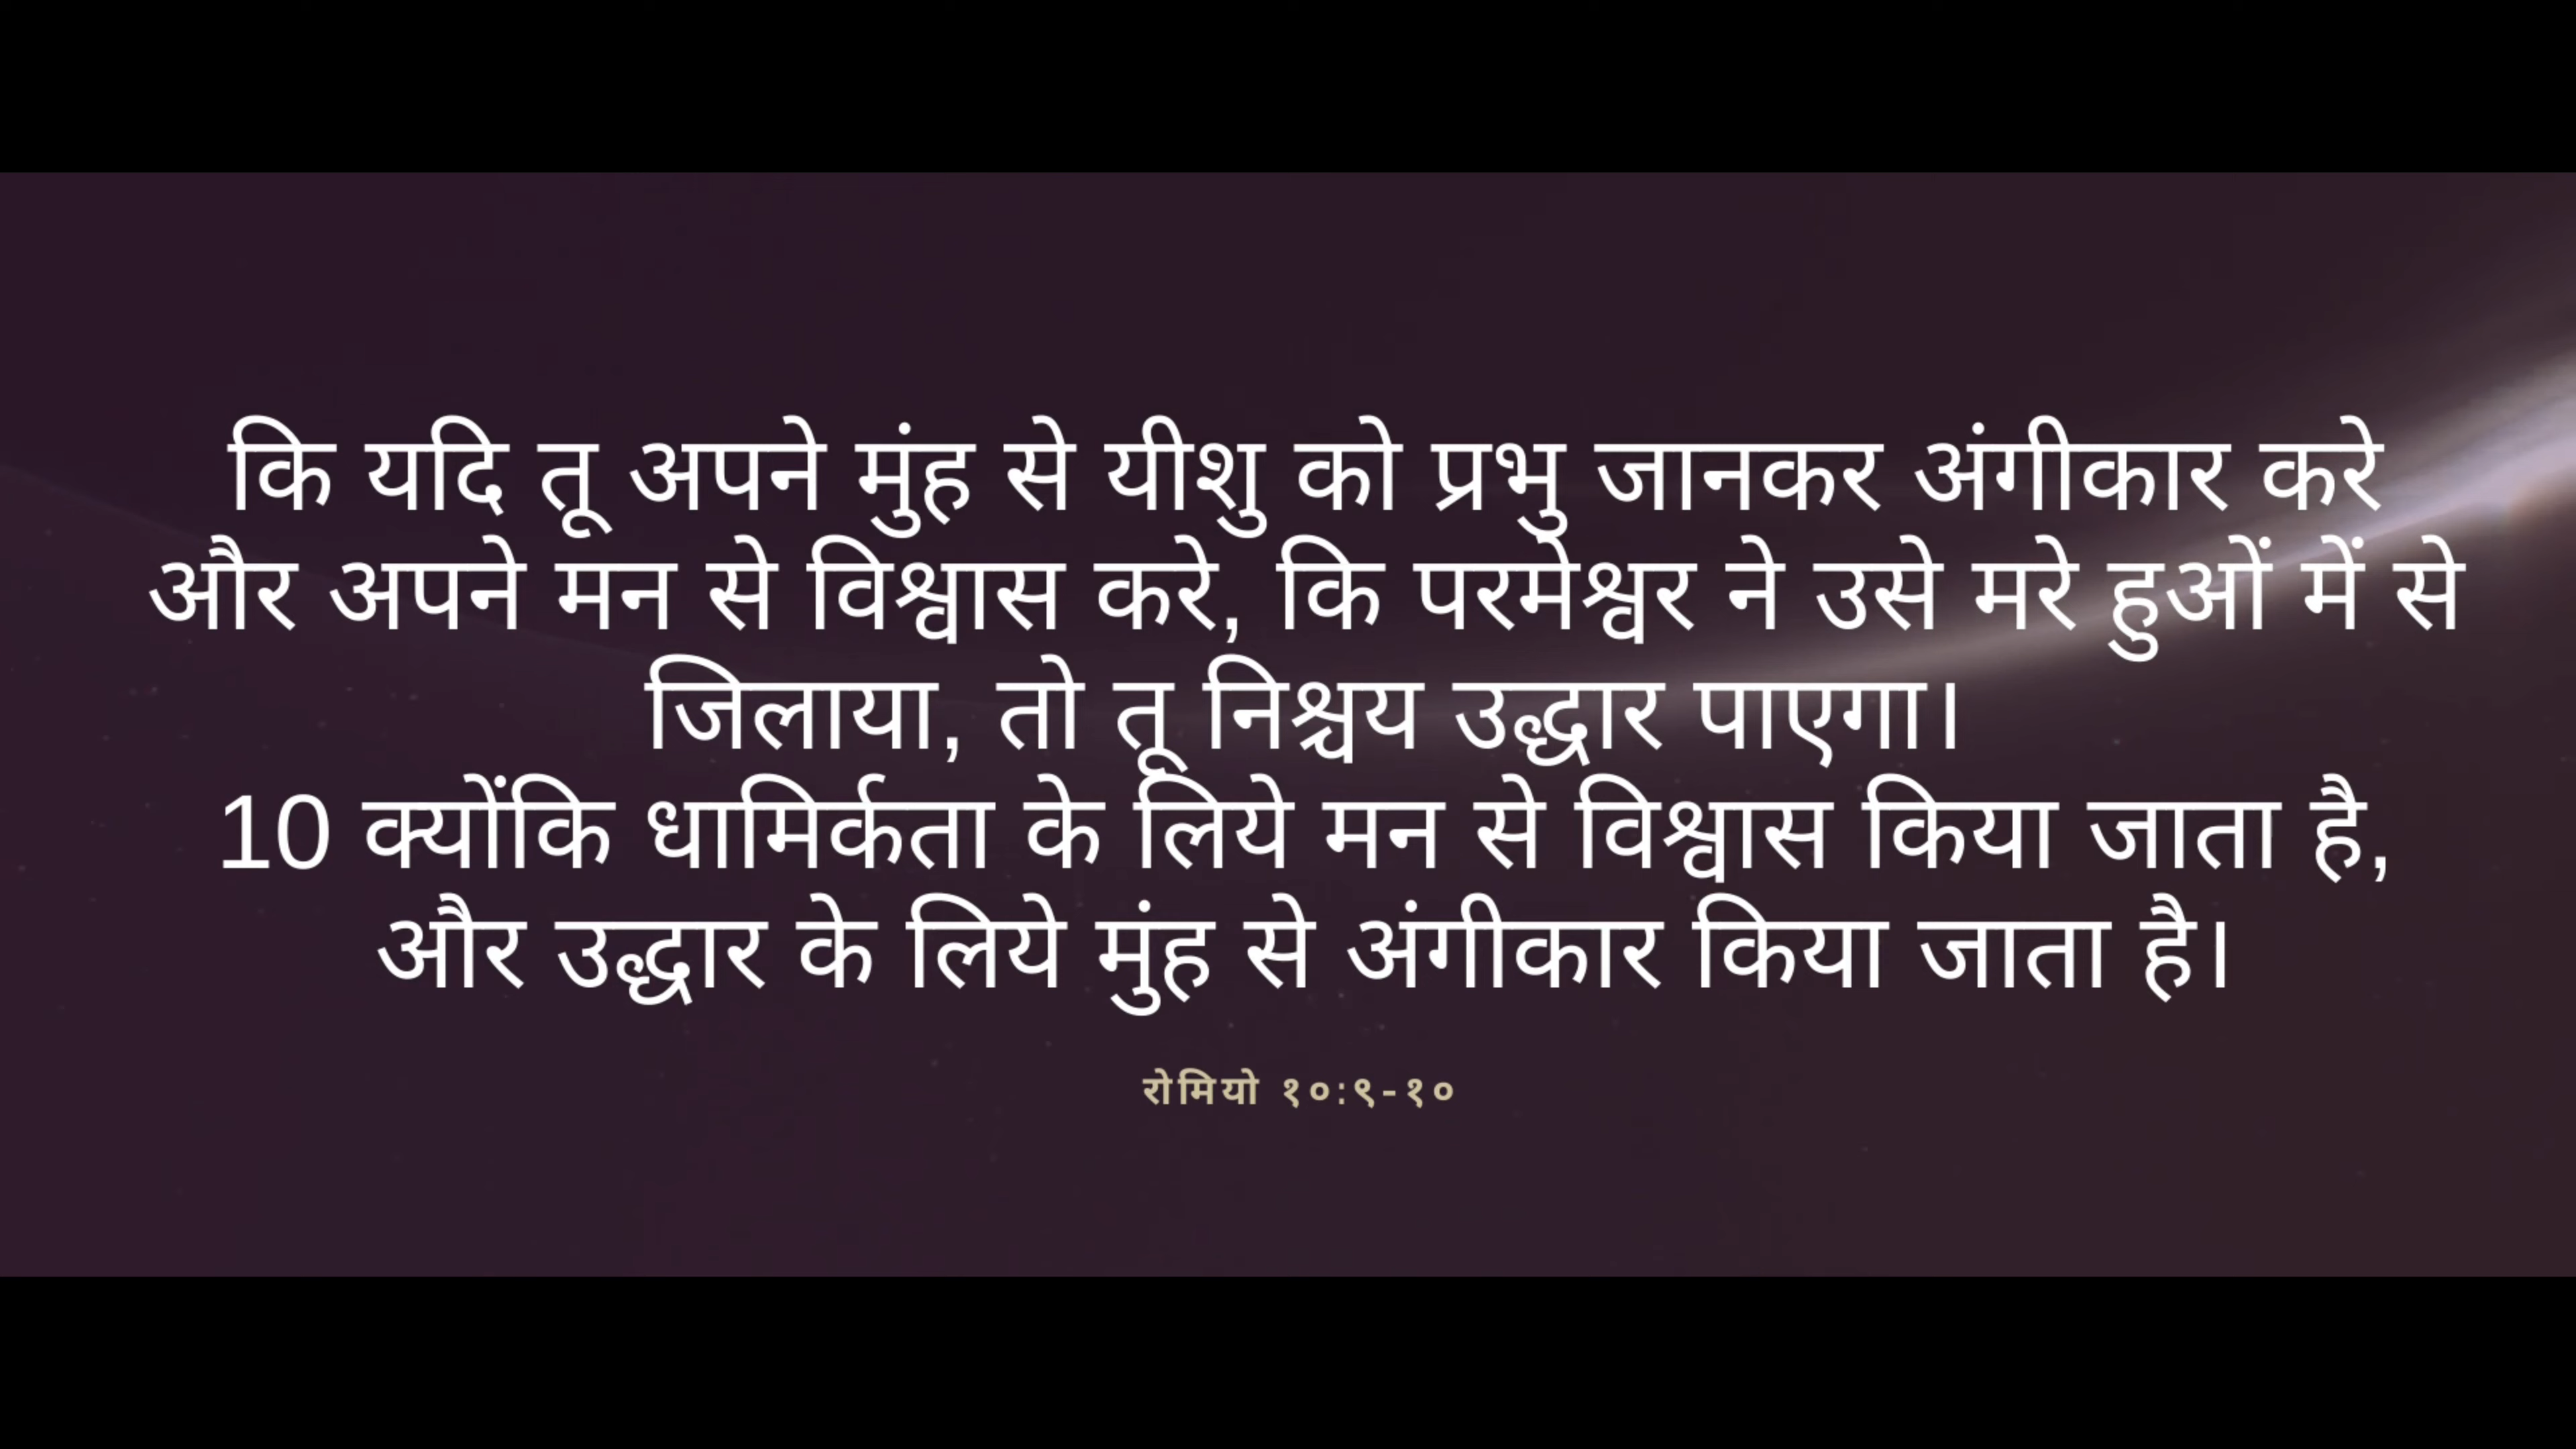 कि यदि तू अपने मुंह से यीशु को प्रभु जानकर अंगीकार करे
और अपने मन से विश्वास करे, कि परमेश्वर ने उसे मरे हुओं में से
जिलाया, तो तू निश्चय उद्धार पाएगा।
10 क्योंकि धामिर्कता के लिये मन से विश्वास किया जाता है,
और उद्धार के लिये मुंह से अंगीकार किया जाता है।
रोमियो १०:९-१०